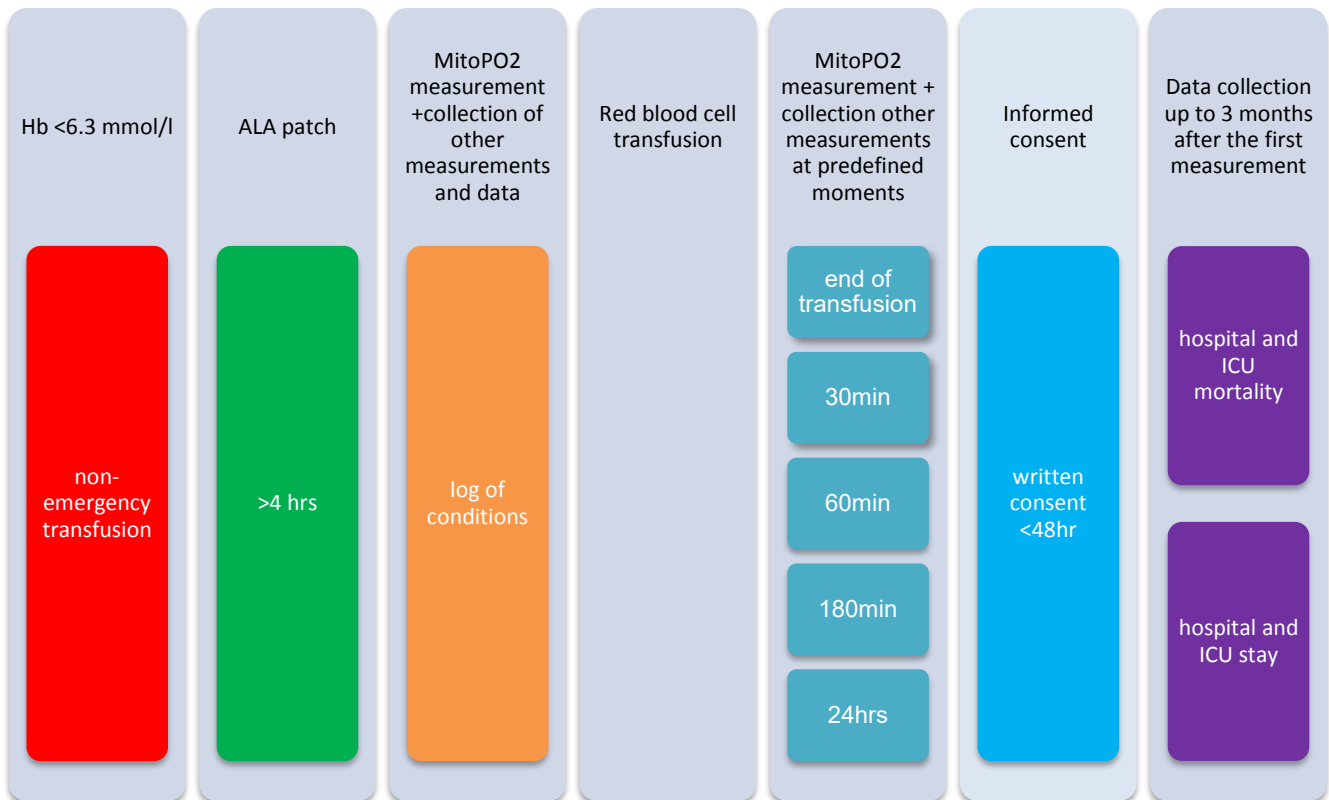 Hb <6.3 mmol/l
non-
emergency
transfusion
ALA patch
>4 hrs
MitoPO2
measurement
+collection of
other
measurements
and data
log of
conditions
Red blood cell
transfusion
MitoPO2
measurement +
collection other
measurements
at predefined
moments
end of
transfusion
30min
60min
180min
24hrs
Informed
consent
written
consent
<48hr
Data collection
up to 3 months
after the first
measurement
hospital and
ICU
mortality
hospital and
ICU stay